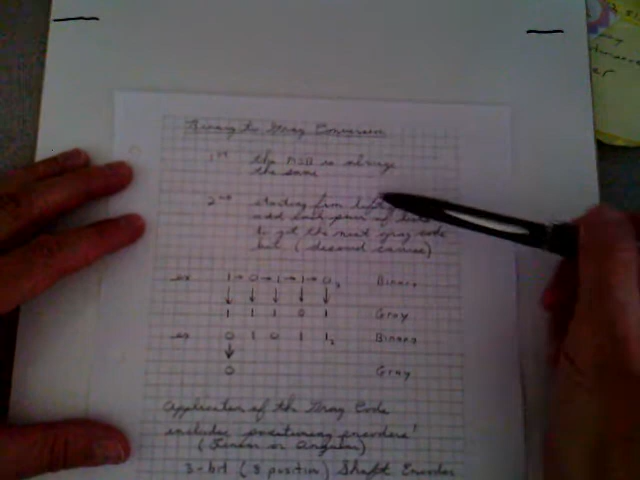 Binary to Gray Conversion
1st the MSB is always
the same
2nd starting from left
add each pair of bits
to get the next gray code
bit (discard carries)
ex 1 → 0 → 1 → 1 → 0₂ Binary
↓ ↓ ↓ ↓ ↓
1 1 1 0 1 Gray
ex 0 1 0 1 1₂ Binary
↓
0 Gray
Application of the Gray Code
includes positioning encoders
(linear or angular)
3-bit (8 position) Shaft Encoder